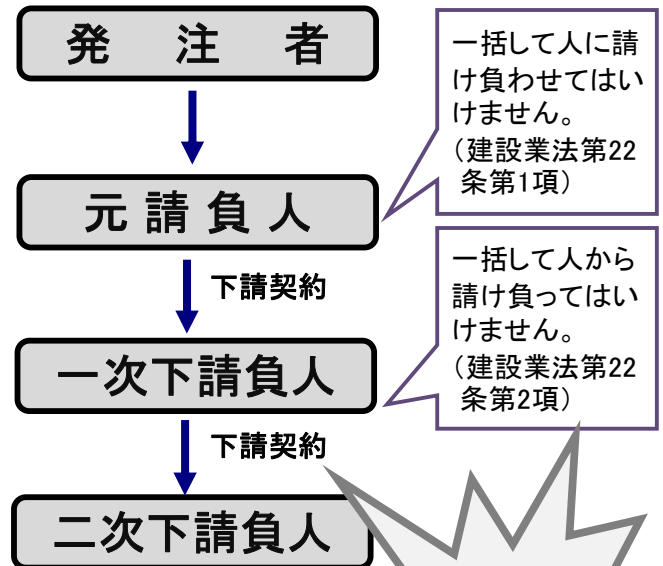 発注者
一括して人に請
け負わせてはい
けません。
（建設業法第22
条第1項）
元請負人
下請契約
一括して人から
請け負ってはい
けません。
（建設業法第22
条第2項）
一次下請負人
下請契約
二次下請負人